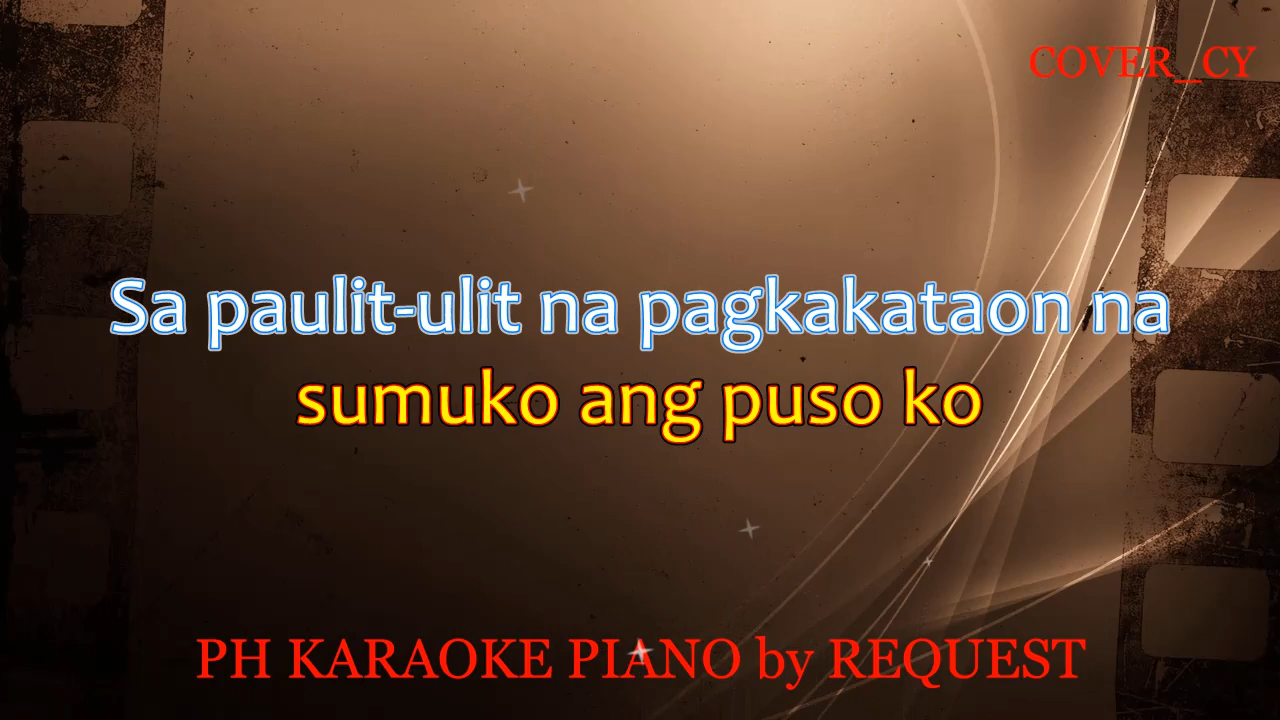 COVER_CY
Sa paulit-ulit na pagkakataon na
sumuko ang puso ko
PH KARAOKE PIANO by REQUEST